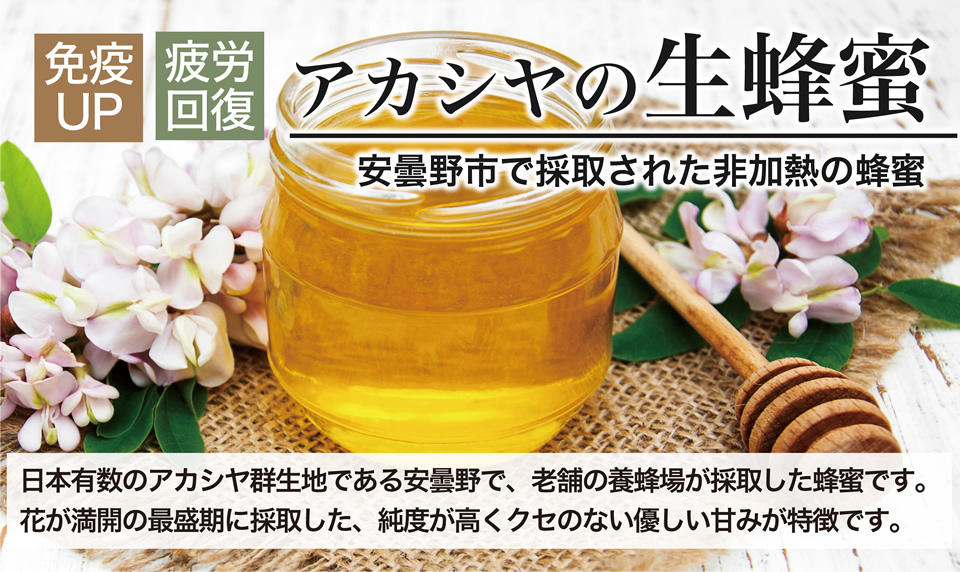 免疫
UP
疲労
回復
アカシヤの生蜂蜜
安曇野市で採取された非加熱の蜂蜜
日本有数のアカシヤ群生地である安曇野で、老舗の養蜂場が採取した蜂蜜です。
花が満開の最盛期に採取した、純度が高くクセのない優しい甘みが特徴です。